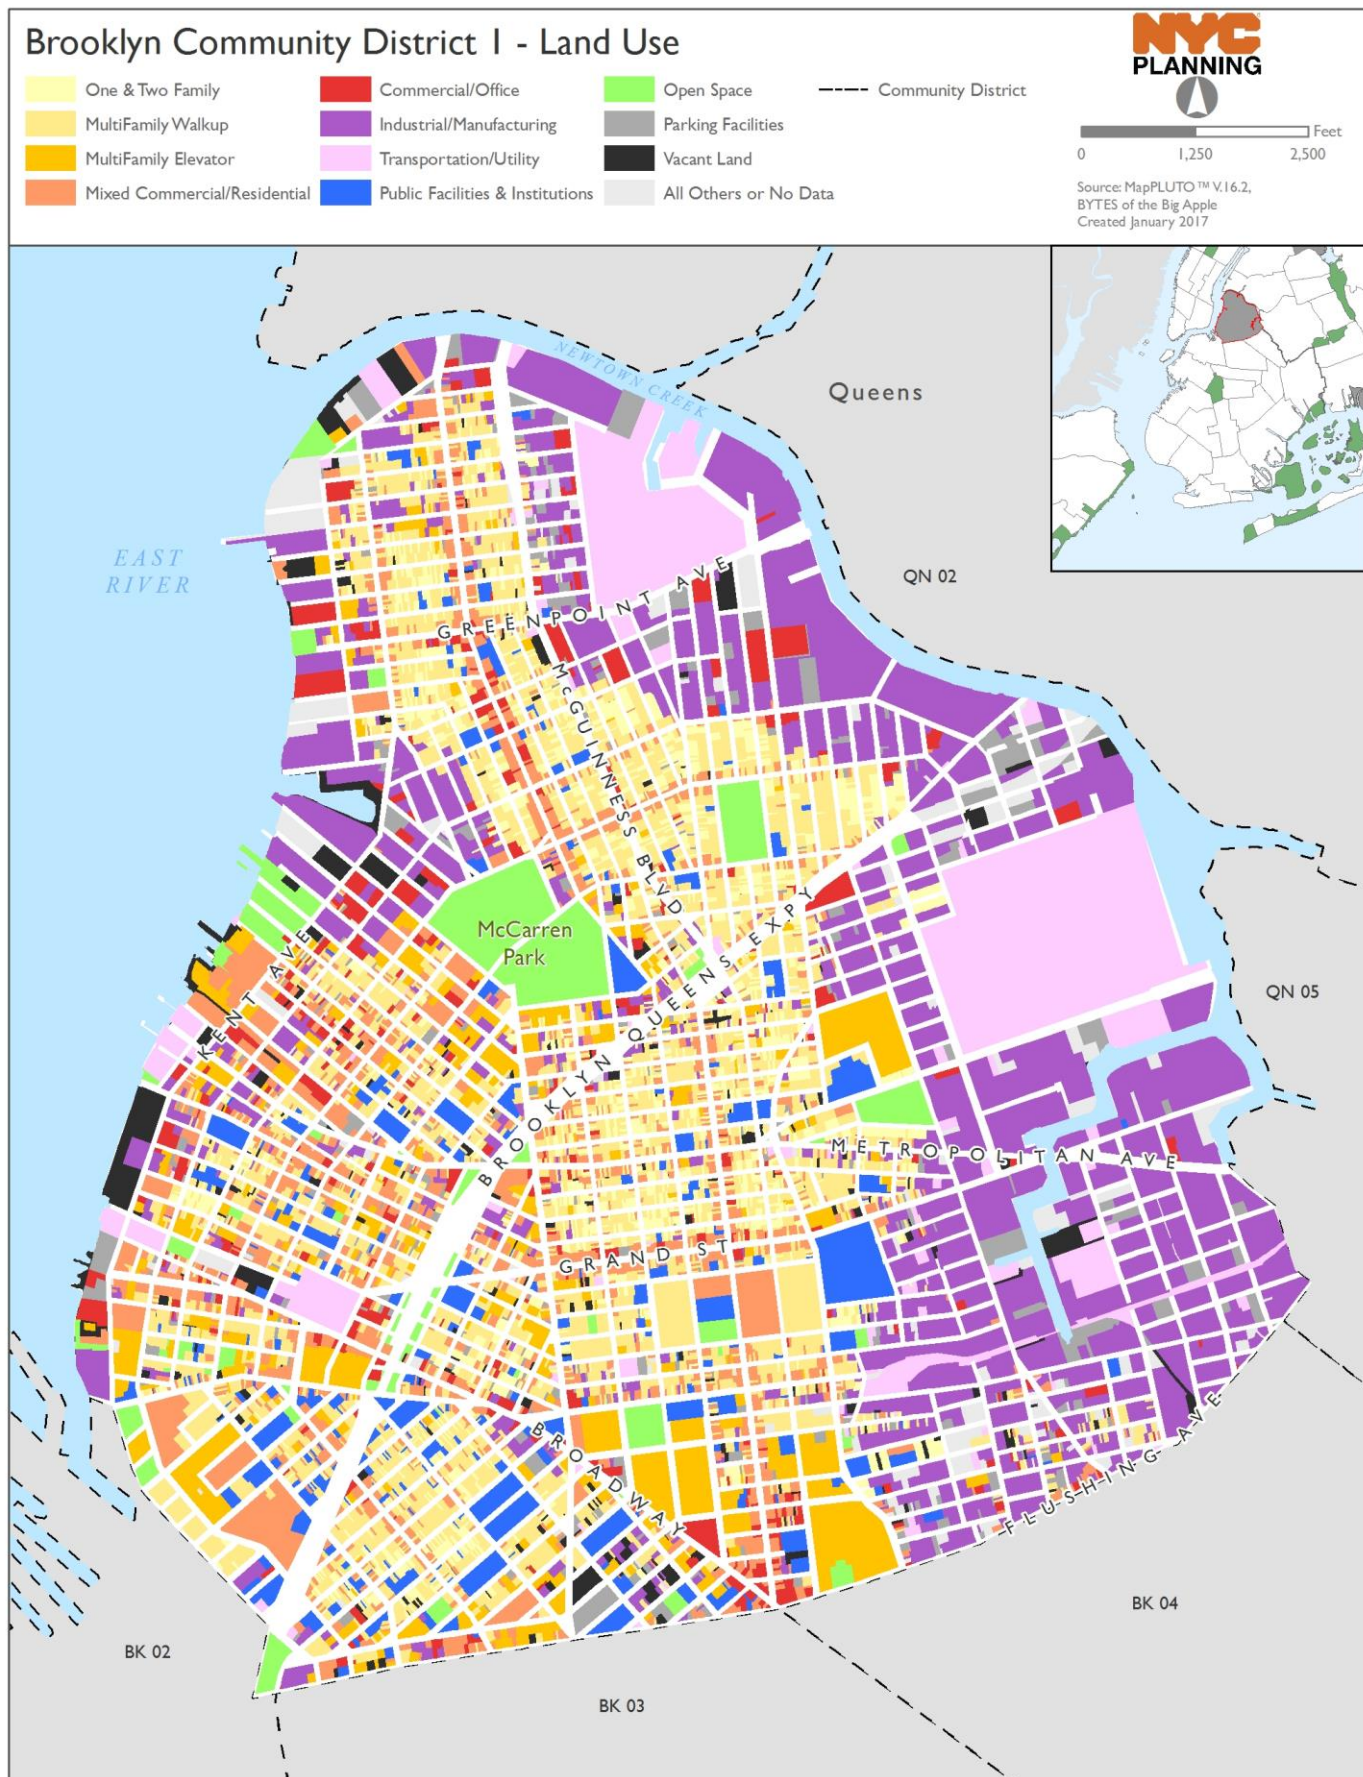 Brooklyn Community District 1 - Land Use
One & Two Family
MultiFamily Walkup
MultiFamily Elevator
Mixed Commercial/Residential
Commercial/Office
Industrial/Manufacturing
Transportation/Utility
Public Facilities & Institutions
Open Space
Parking Facilities
Vacant Land
All Others or No Data
Community District
NYC
PLANNING
Feet
0 1,250 2,500
Source: MapPLUTO™ V.16.2,
BYTES of the Big Apple
Created January 2017
NEWTOWN CREEK
Queens
EAST
RIVER
QN 02
GREENPOINT AVE
McGUINNESS BLVD
McCarren
Park
KENT AVE
BROOKLYN QUEENS EXPY
QN 05
METROPOLITAN AVE
GRAND ST
BROADWAY
FLUSHING AVE
BK 02
BK 04
BK 03